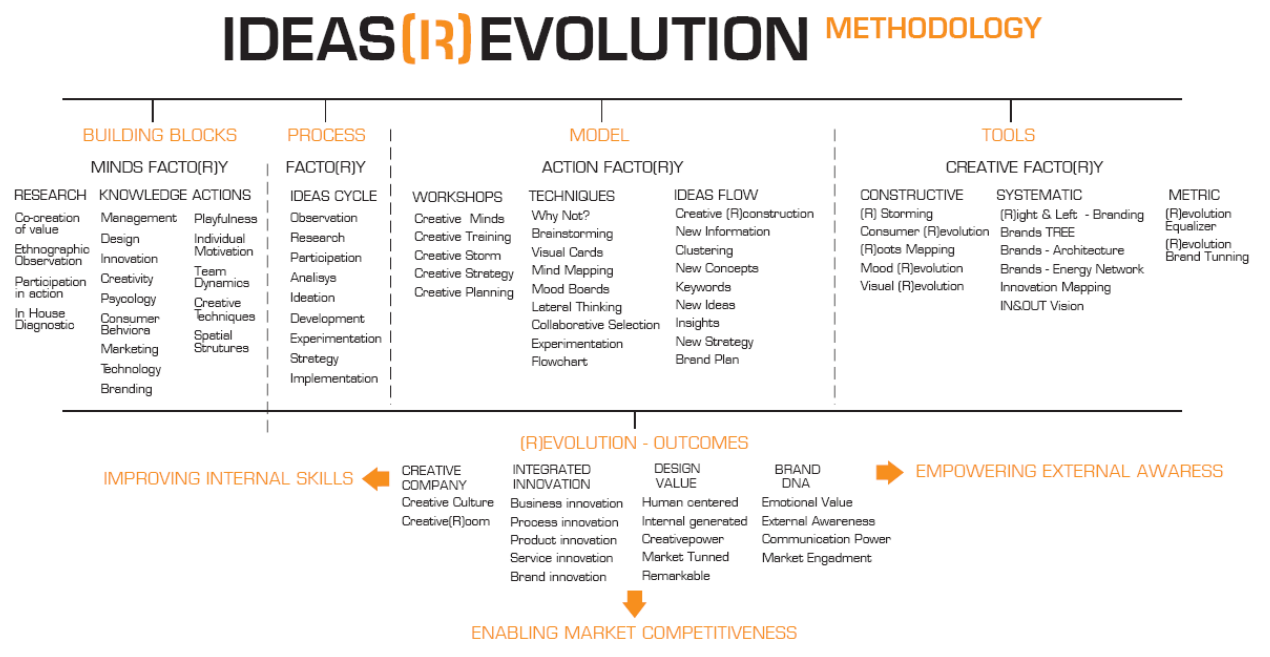 IDEAS(R)EVOLUTION METHODOLOGY
BUILDING BLOCKS
MINDS FACTO(R)Y
RESEARCH
Co-creation
of value
Ethnographic
Observation
Participation
in action
In House
Diagnostic
KNOWLEDGE
Management
Design
Innovation
Creativity
Psycology
Consumer
Behviora
Marketing
Technology
Branding
ACTIONS
Playfulness
Individual
Motivation
Team
Dynamics
Creative
Techniques
Spatial
Strutures
PROCESS
FACTO(R)Y
IDEAS CYCLE
Observation
Research
Participation
Analisys
Ideation
Development
Experimentation
Strategy
Implementation
MODEL
ACTION FACTO(R)Y
WORKSHOPS
Creative Minds
Creative Training
Creative Storm
Creative Strategy
Creative Planning
TECHNIQUES
Why Not?
Brainstorming
Visual Cards
Mind Mapping
Mood Boards
Lateral Thinking
Collaborative Selection
Experimentation
Flowchart
IDEAS FLOW
Creative (R)construction
New Information
Clustering
New Concepts
Keywords
New Ideas
Insights
New Strategy
Brand Plan
TOOLS
CREATIVE FACTO(R)Y
CONSTRUCTIVE
(R) Storming
Consumer (R)evolution
(R)oots Mapping
Mood (R)evolution
Visual (R)evolution
SYSTEMATIC
(R)ight & Left - Branding
Brands TREE
Brands - Architecture
Brands - Energy Network
Innovation Mapping
IN&OUT Vision
METRIC
(R)evolution
Equalizer
(R)evolution
Brand Tunning
(R)EVOLUTION - OUTCOMES
IMPROVING INTERNAL SKILLS
CREATIVE
COMPANY
Creative Culture
Creative(R)oom
INTEGRATED
INNOVATION
Business innovation
Process innovation
Product innovation
Service innovation
Brand innovation
DESIGN
VALUE
Human centered
Internal generated
Creativepower
Market Tunned
Remarkable
BRAND
DNA
Emotional Value
External Awareness
Communication Power
Market Engadment
EMPOWERING EXTERNAL AWARESS
ENABLING MARKET COMPETITIVENESS